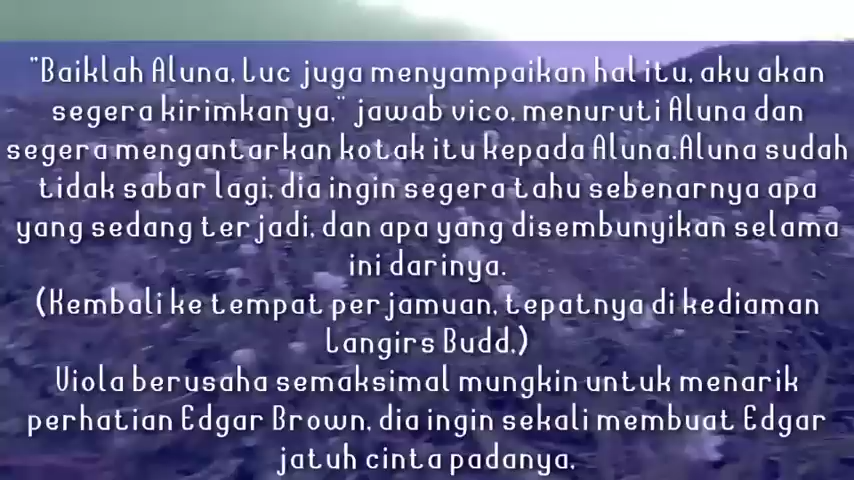 "Baiklah Aluna, Luc juga menyampaikan hal itu, aku akan
segera kirimkan ya," jawab vico, menuruti Aluna dan
segera mengantarkan kotak itu kepada Aluna.Aluna sudah
tidak sabar lagi, dia ingin segera tahu sebenarnya apa
yang sedang terjadi, dan apa yang disembunyikan selama
ini darinya.
(Kembali ke tempat perjamuan, tepatnya di kediaman
Langirs Budd,)
Viola berusaha semaksimal mungkin untuk menarik
perhatian Edgar Brown, dia ingin sekali membuat Edgar
jatuh cinta padanya,